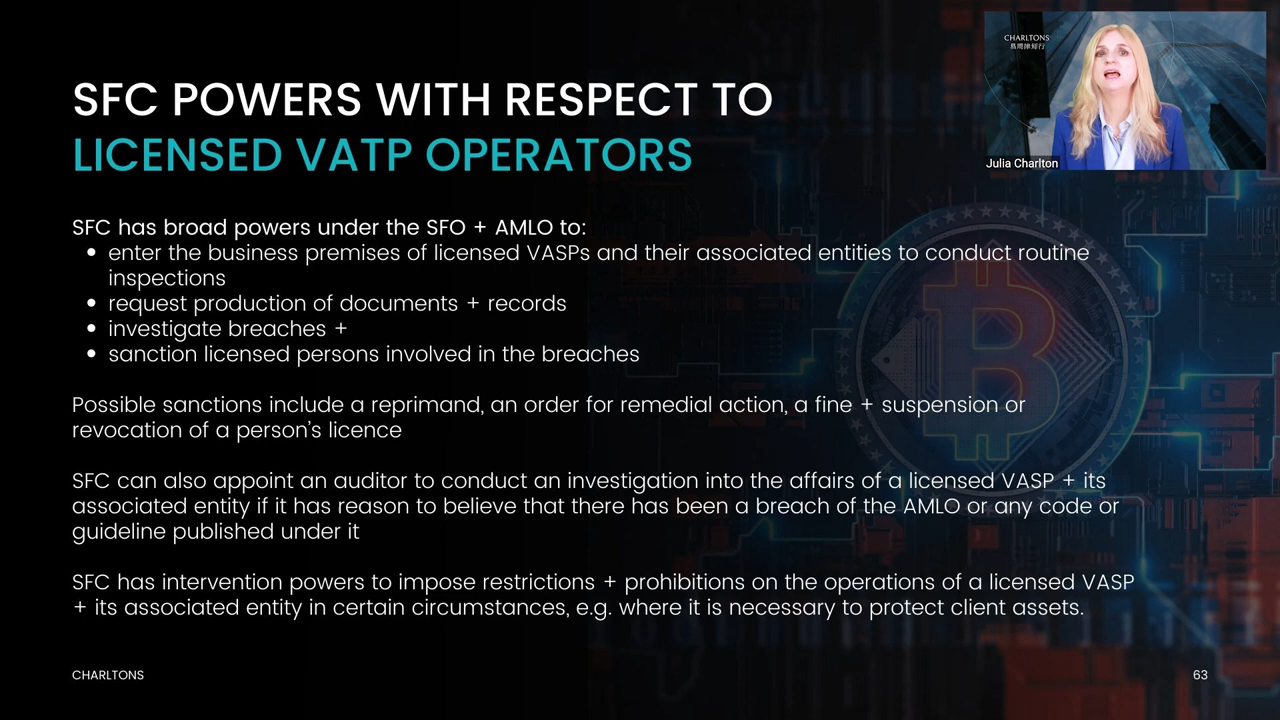 CHARLTONS
易周律師行
Julia Charlton
SFC POWERS WITH RESPECT TO
LICENSED VATP OPERATORS
SFC has broad powers under the SFO + AMLO to:
• enter the business premises of licensed VASPs and their associated entities to conduct routine
inspections
• request production of documents + records
• investigate breaches +
• sanction licensed persons involved in the breaches
Possible sanctions include a reprimand, an order for remedial action, a fine + suspension or
revocation of a person’s licence
SFC can also appoint an auditor to conduct an investigation into the affairs of a licensed VASP + its
associated entity if it has reason to believe that there has been a breach of the AMLO or any code or
guideline published under it
SFC has intervention powers to impose restrictions + prohibitions on the operations of a licensed VASP
+ its associated entity in certain circumstances, e.g. where it is necessary to protect client assets.
CHARLTONS
63